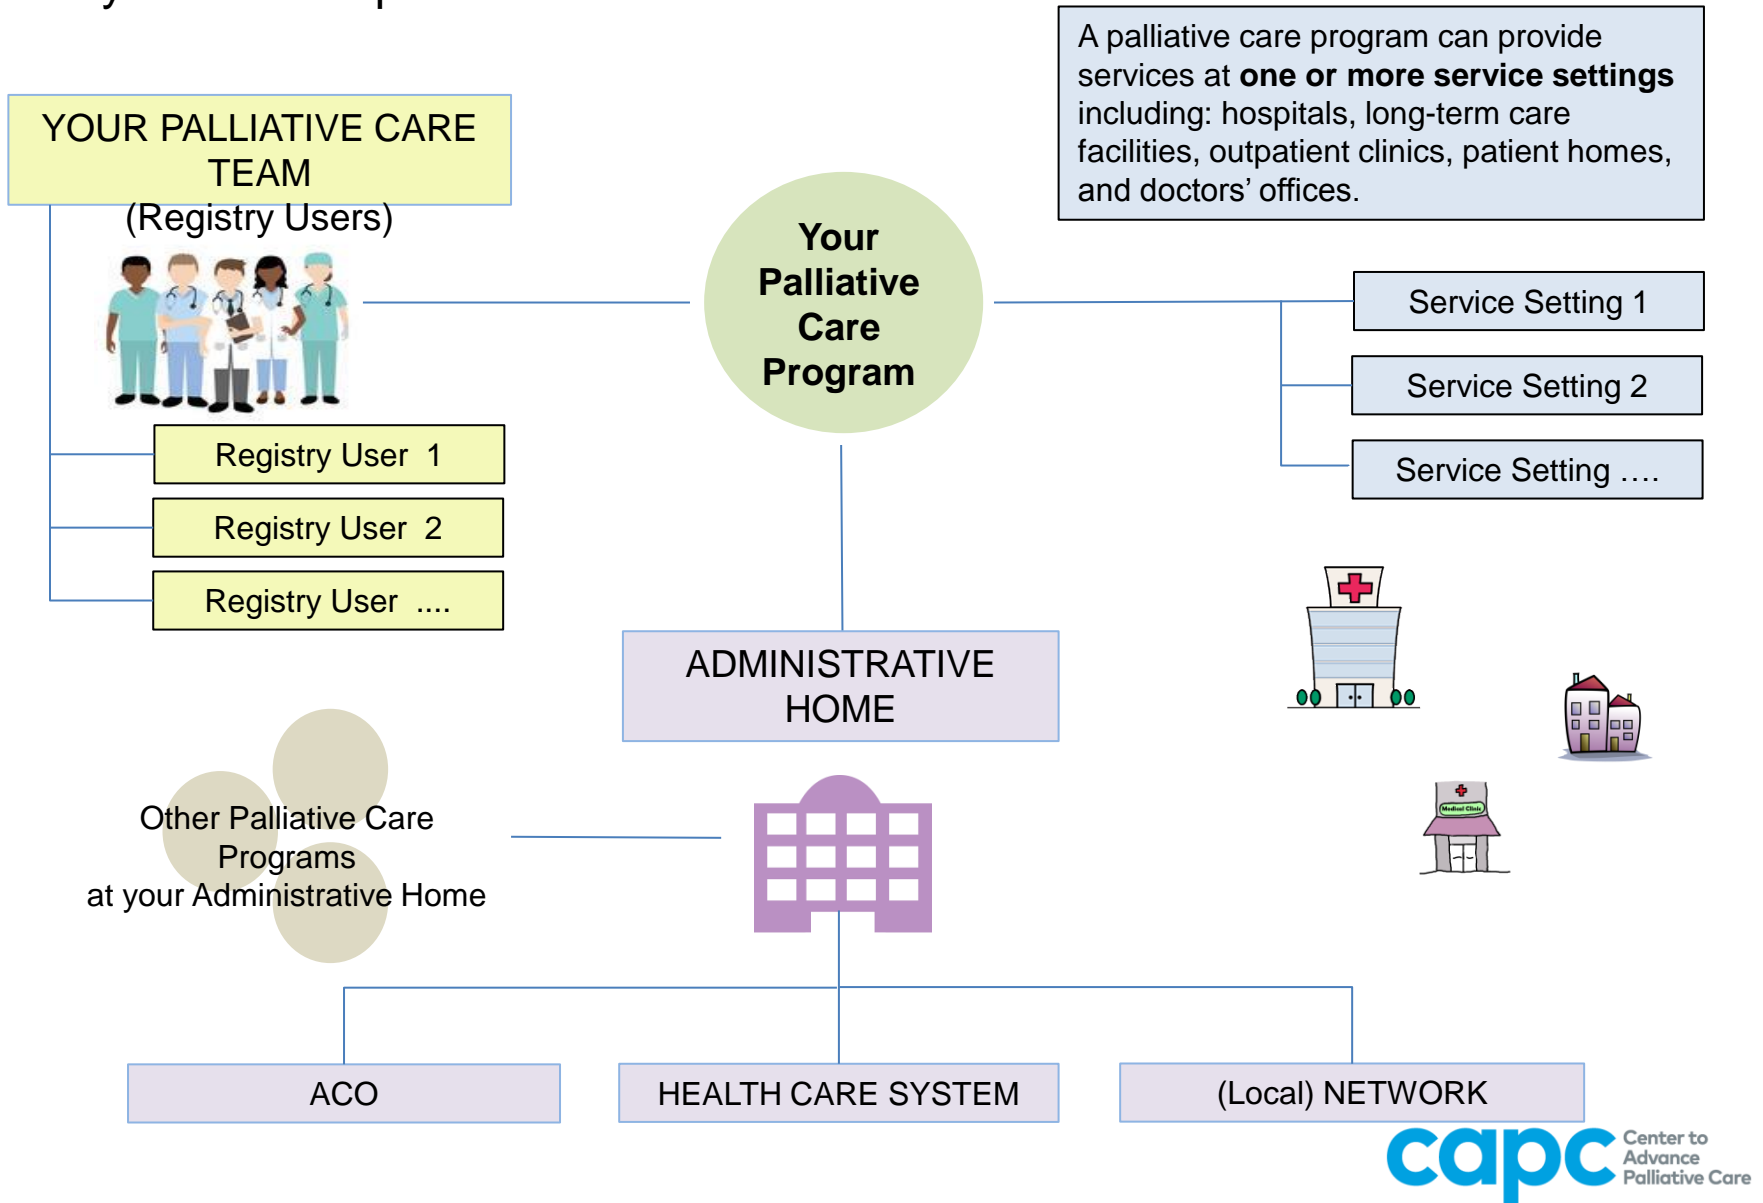 A palliative care program can provide
services at one or more service settings
including: hospitals, long-term care
facilities, outpatient clinics, patient homes,
and doctors’ offices.
YOUR PALLIATIVE CARE
TEAM
(Registry Users)
Your
Palliative
Care
Program
Service Setting 1
Service Setting 2
Service Setting ….
Registry User 1
Registry User 2
Registry User ....
ADMINISTRATIVE
HOME
Medical Clinic
Other Palliative Care
Programs
at your Administrative Home
ACO
HEALTH CARE SYSTEM
(Local) NETWORK
capc
Center to
Advance
Palliative Care